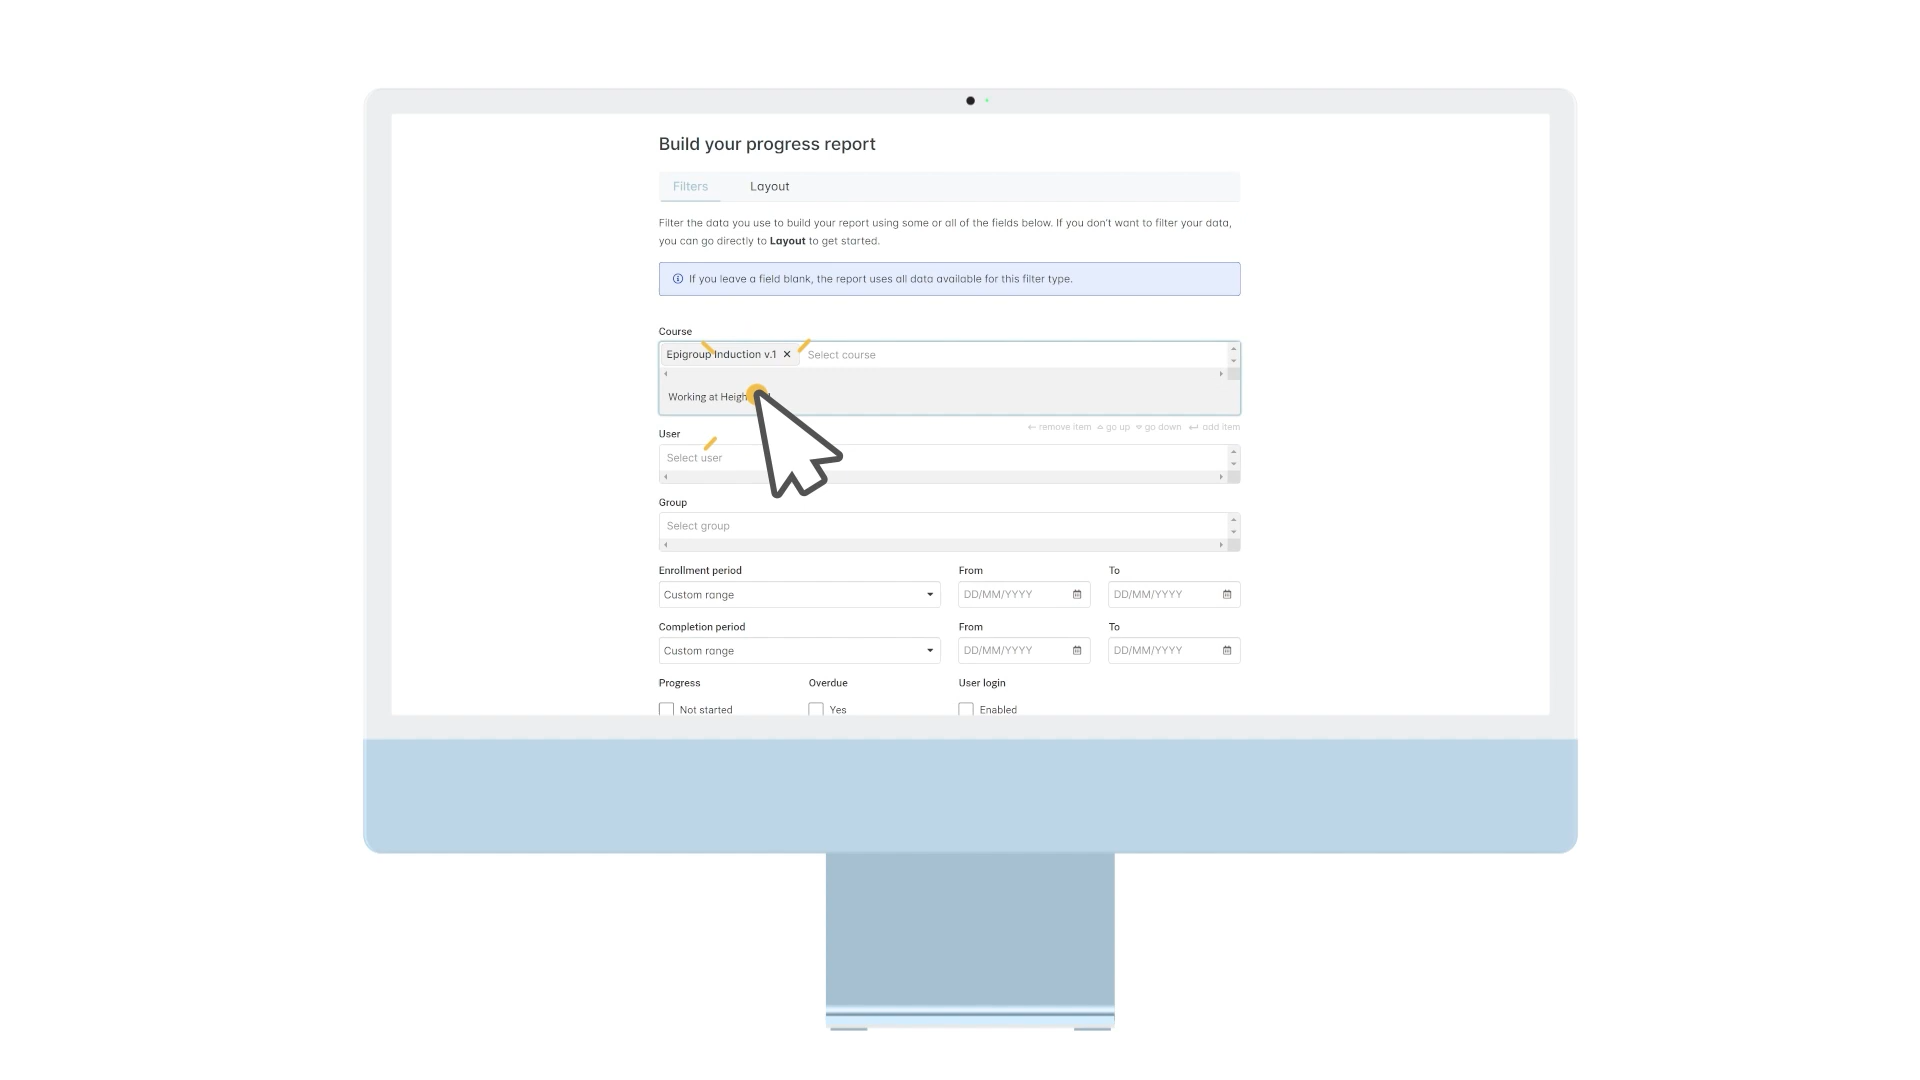 Build your progress report
Filters Layout
Filter the data you use to build your report using some or all of the fields below. If you don't want to filter your data,
you can go directly to Layout to get started.
If you leave a field blank, the report uses all data available for this filter type.
Course
Epigroup Induction v.1 Select course
Working at
remove item go up go down add item
User
Select user
Group
Select group
Enrollment period From To
Custom range DD/MM/YYYY DD/MM/YYYY
Completion period From To
Custom range DD/MM/YYYY DD/MM/YYYY
Progress Overdue User login
Not started Yes Enabled